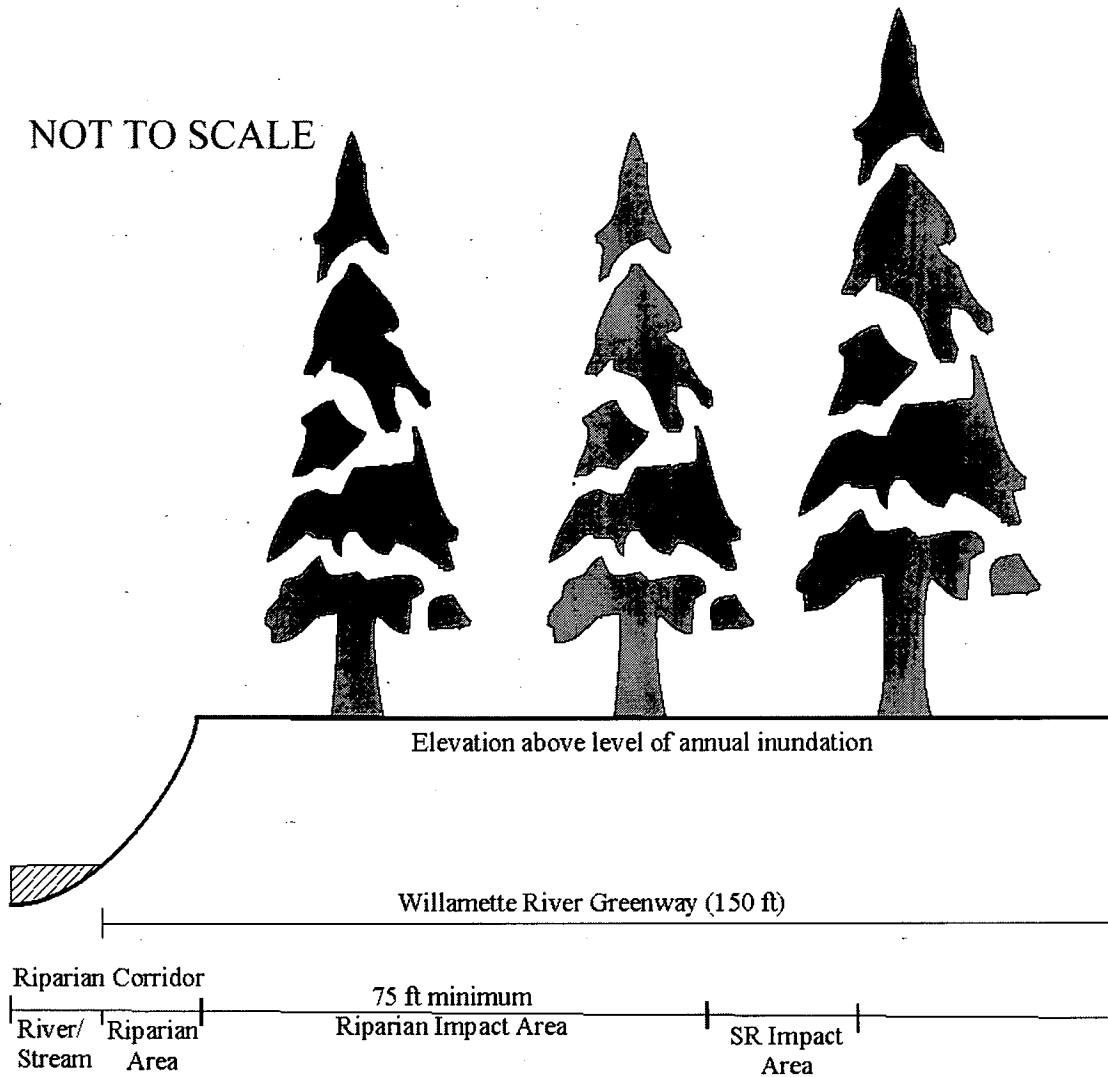 NOT TO SCALE
Elevation above level of annual inundation
Willamette River Greenway (150 ft)
Riparian Corridor
75 ft minimum
River/
Stream
Riparian
Area
Riparian Impact Area
SR Impact
Area